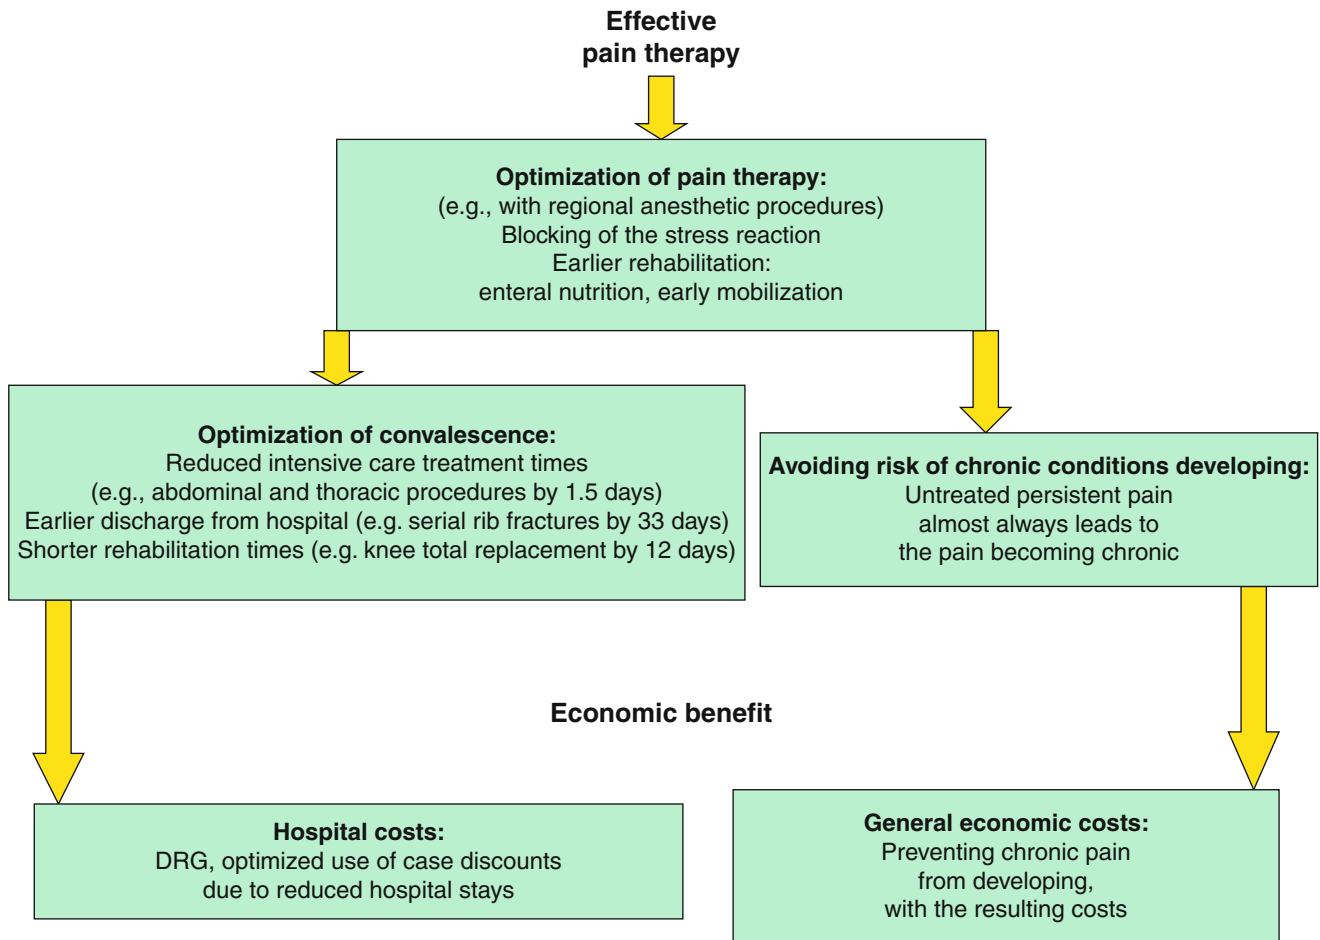 Effective
pain therapy
Optimization of pain therapy:
(e.g., with regional anesthetic procedures)
Blocking of the stress reaction
Earlier rehabilitation:
enteral nutrition, early mobilization
Optimization of convalescence:
Reduced intensive care treatment times
(e.g., abdominal and thoracic procedures by 1.5 days)
Earlier discharge from hospital (e.g. serial rib fractures by 33 days)
Shorter rehabilitation times (e.g. knee total replacement by 12 days)
Avoiding risk of chronic conditions developing:
Untreated persistent pain
almost always leads to
the pain becoming chronic
Economic benefit
Hospital costs:
DRG, optimized use of case discounts
due to reduced hospital stays
General economic costs:
Preventing chronic pain
from developing,
with the resulting costs